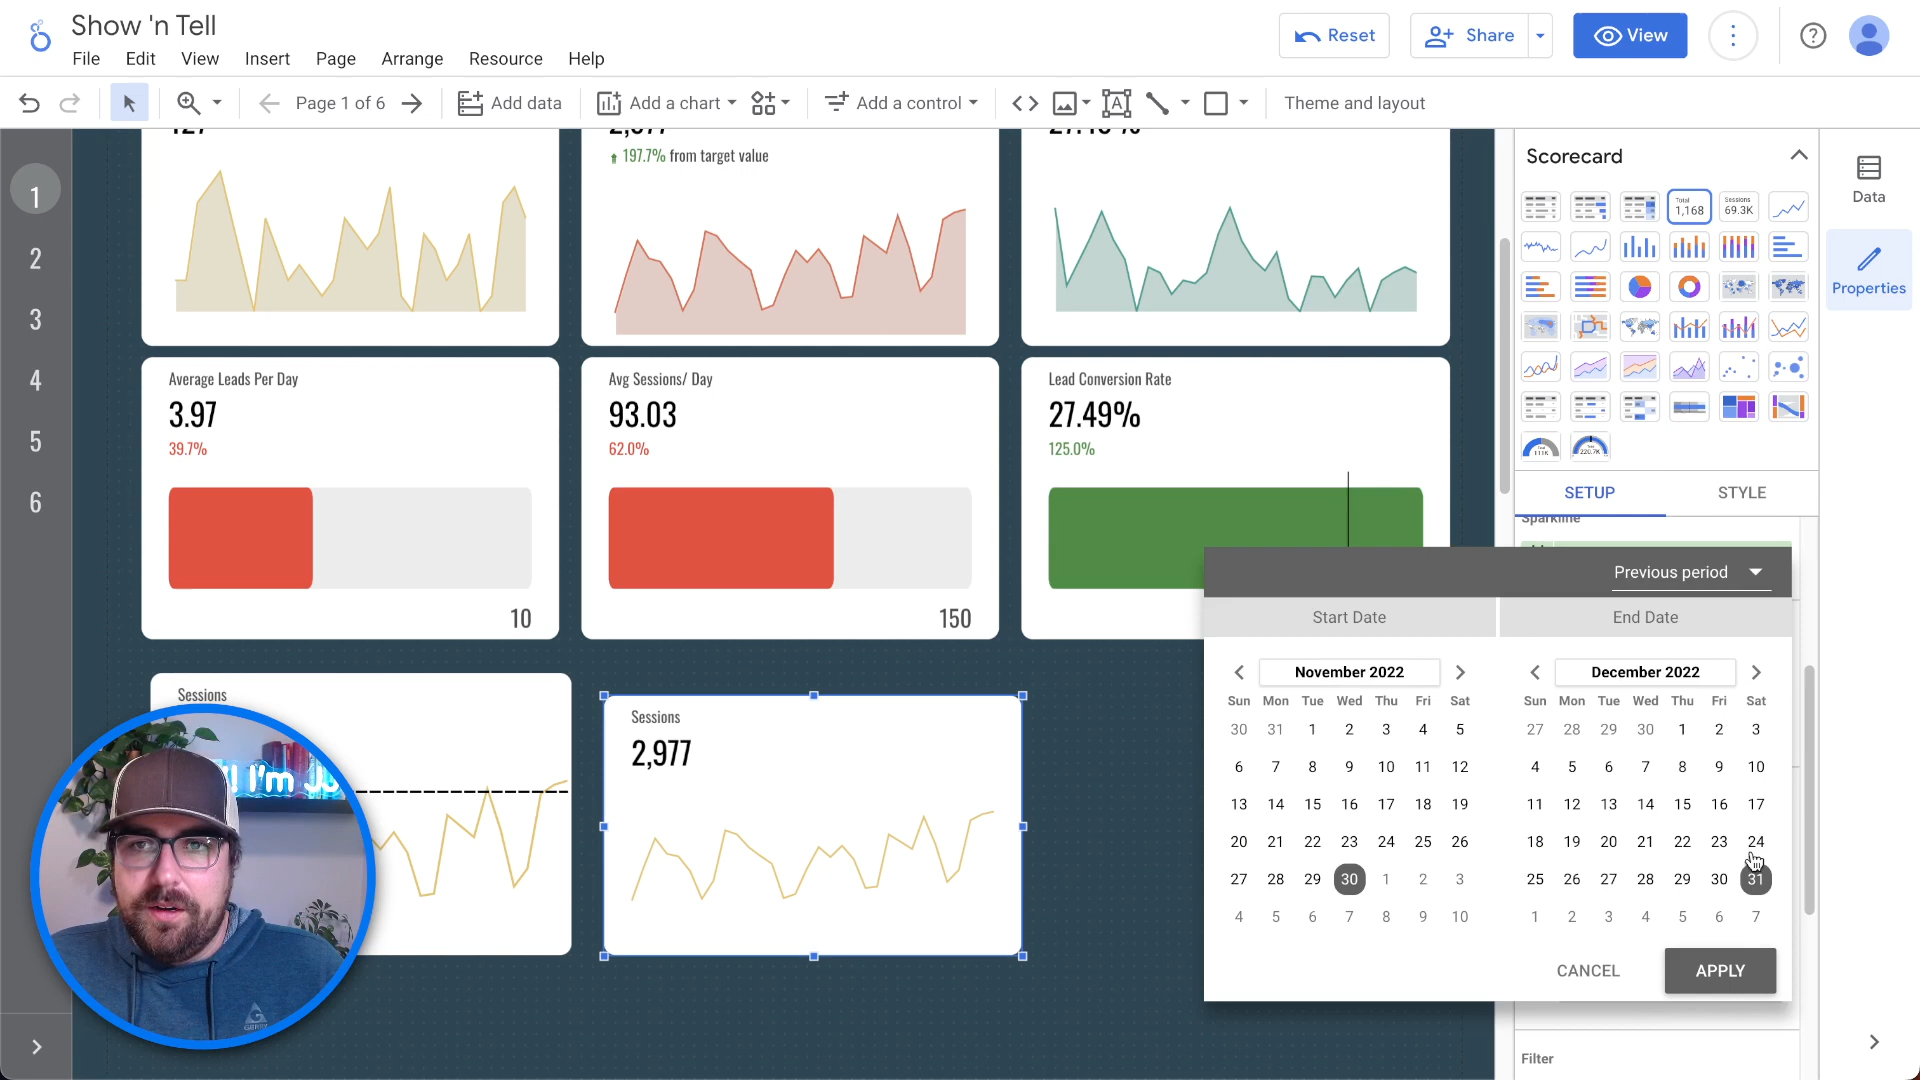 Show 'n Tell
File Edit View Insert Page Arrange Resource Help
Reset
Share
View
Page 1 of 6
Add data
Add a chart
Add a control
Theme and layout
1
2
3
4
5
6
197.7% from target value
Average Leads Per Day
3.97
39.7%
10
Avg Sessions/ Day
93.03
62.0%
150
Lead Conversion Rate
27.49%
125.0%
Sessions
Sessions
2,977
Scorecard
Total
1,168
Sessions
69.3K
SETUP
STYLE
Sparkline
Data
Properties
Previous period
Start Date
End Date
November 2022
Sun Mon Tue Wed Thu Fri Sat
30 31 1 2 3 4 5
6 7 8 9 10 11 12
13 14 15 16 17 18 19
20 21 22 23 24 25 26
27 28 29 30 1 2 3
4 5 6 7 8 9 10
December 2022
Sun Mon Tue Wed Thu Fri Sat
27 28 29 30 1 2 3
4 5 6 7 8 9 10
11 12 13 14 15 16 17
18 19 20 21 22 23 24
25 26 27 28 29 30 31
1 2 3 4 5 6 7
CANCEL
APPLY
Filter